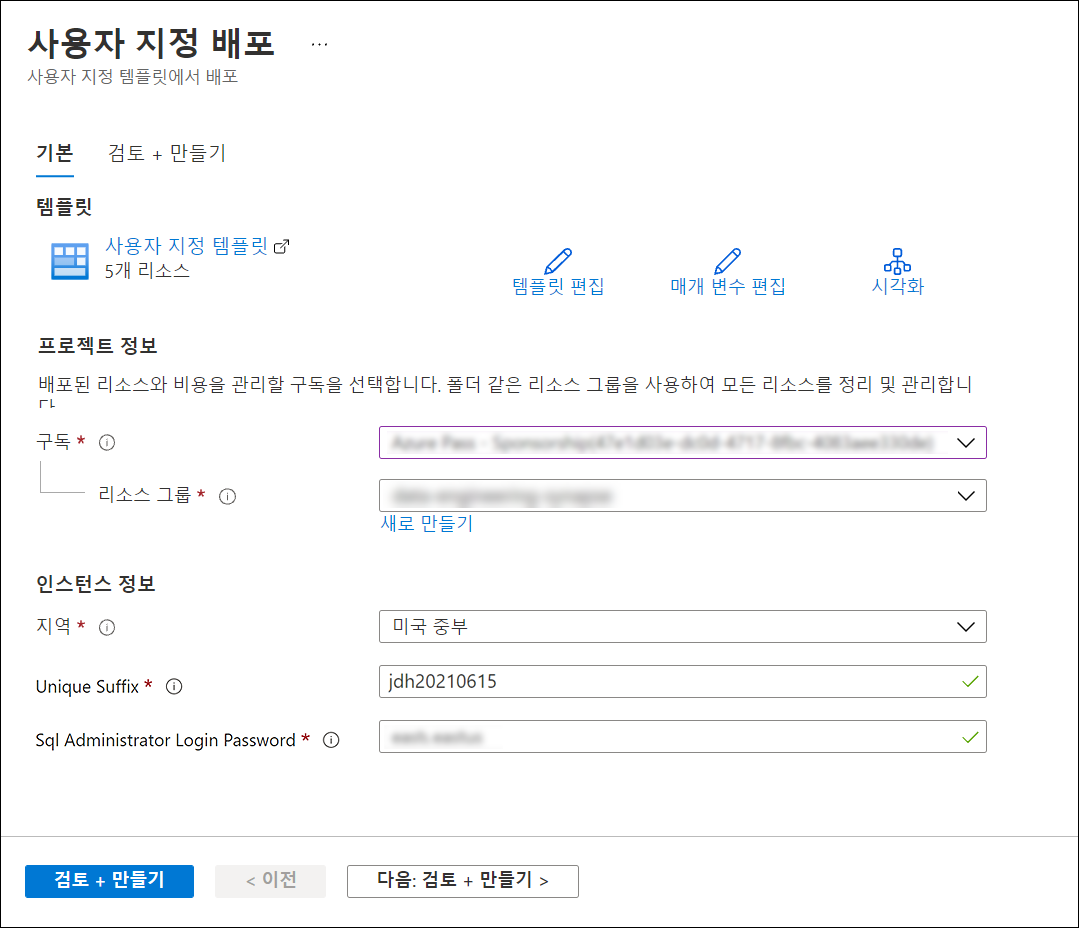 사용자 지정 배포 ...
사용자 지정 템플릿에서 배포
기본 검토 + 만들기
템플릿
사용자 지정 템플릿
5개 리소스
템플릿 편집 매개 변수 편집 시각화
프로젝트 정보
배포된 리소스와 비용을 관리할 구독을 선택합니다. 폴더 같은 리소스 그룹을 사용하여 모든 리소스를 정리 및 관리합니
구독 *
리소스 그룹 *
새로 만들기
인스턴스 정보
지역 * 미국 중부
Unique Suffix * jdh20210615
Sql Administrator Login Password *
검토 + 만들기 < 이전 다음: 검토 + 만들기 >